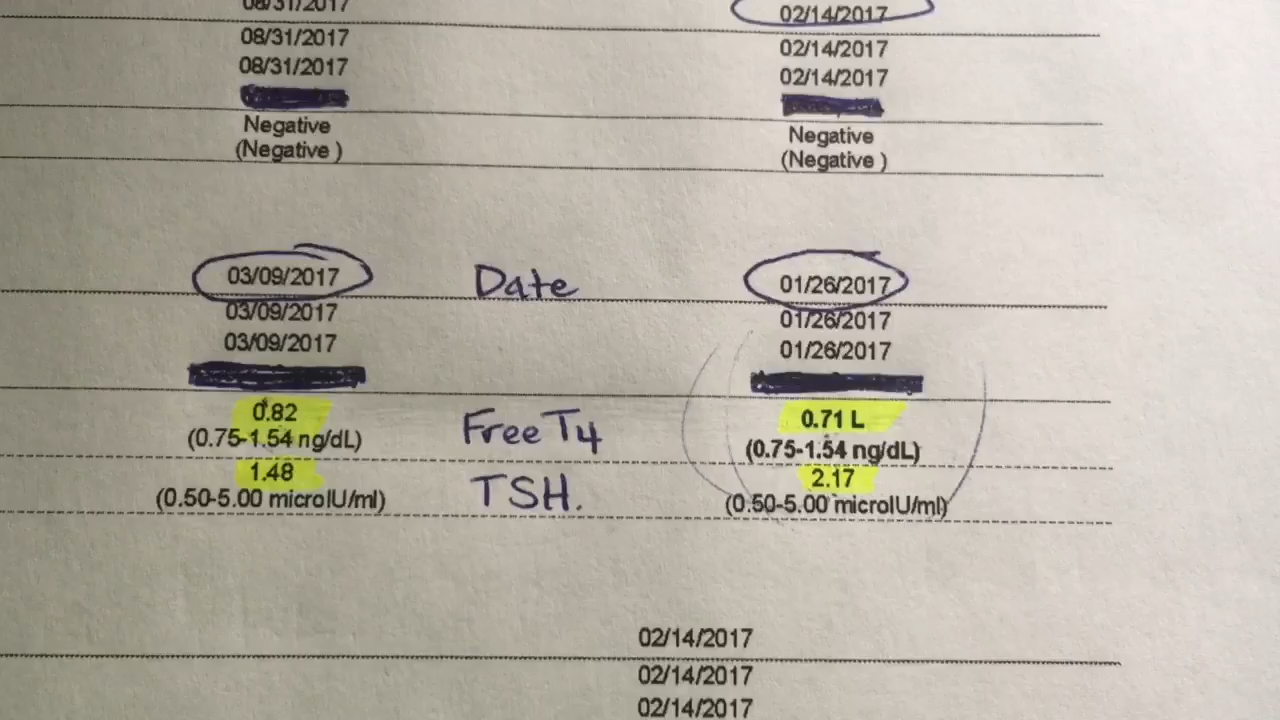 08/31/2017 02/14/2017
08/31/2017 02/14/2017
08/31/2017 02/14/2017
Negative Negative
(Negative ) (Negative )
03/09/2017 Date 01/26/2017
03/09/2017 01/26/2017
03/09/2017 01/26/2017
0.82 Free T4 0.71 L
(0.75-1.54 ng/dL) (0.75-1.54 ng/dL)
1.48 TSH. 2.17
(0.50-5.00 microIU/ml) (0.50-5.00 microIU/ml)
02/14/2017
02/14/2017
02/14/2017